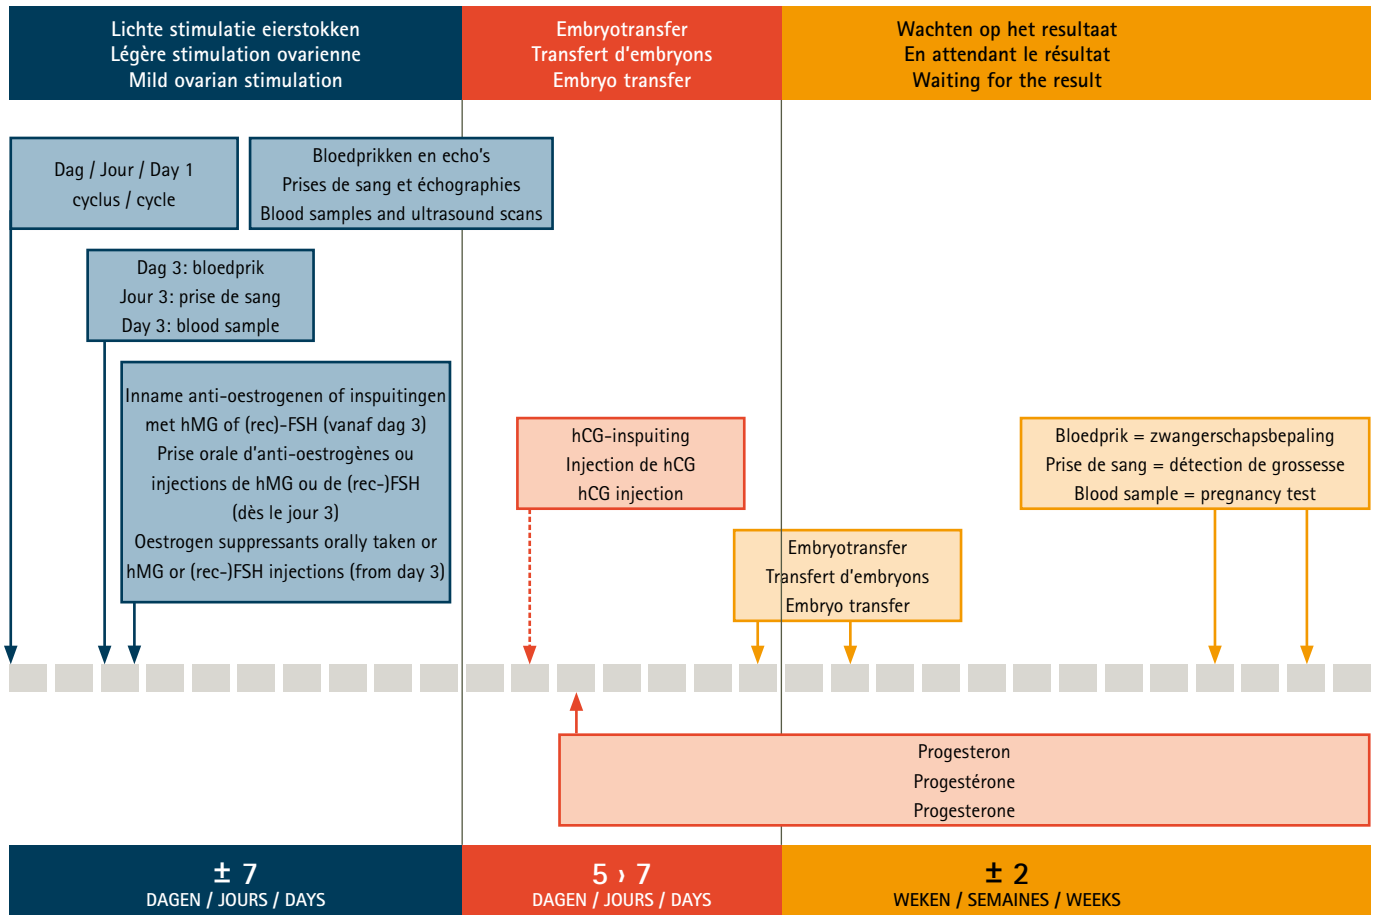 Lichte stimulatie eierstokken
Légère stimulation ovarienne
Mild ovarian stimulation
Embryotransfer
Transfert d'embryons
Embryo transfer
Wachten op het resultaat
En attendant le résultat
Waiting for the result
Dag / Jour / Day 1
cyclus / cycle
Bloedprikken en echo's
Prises de sang et échographies
Blood samples and ultrasound scans
Dag 3: bloedprik
Jour 3: prise de sang
Day 3: blood sample
Inname anti-oestrogenen of inspuitingen
met hMG of (rec)-FSH (vanaf dag 3)
Prise orale d'anti-oestrogènes ou
injections de hMG ou de (rec-)FSH
(dès le jour 3)
Oestrogen suppressants orally taken or
hMG or (rec-)FSH injections (from day 3)
hCG-inspuiting
Injection de hCG
hCG injection
Embryotransfer
Transfert d'embryons
Embryo transfer
Bloedprik = zwangerschapsbepaling
Prise de sang = détection de grossesse
Blood sample = pregnancy test
Progesteron
Progestérone
Progesterone
± 7
DAGEN / JOURS / DAYS
5 › 7
DAGEN / JOURS / DAYS
± 2
WEKEN / SEMAINES / WEEKS